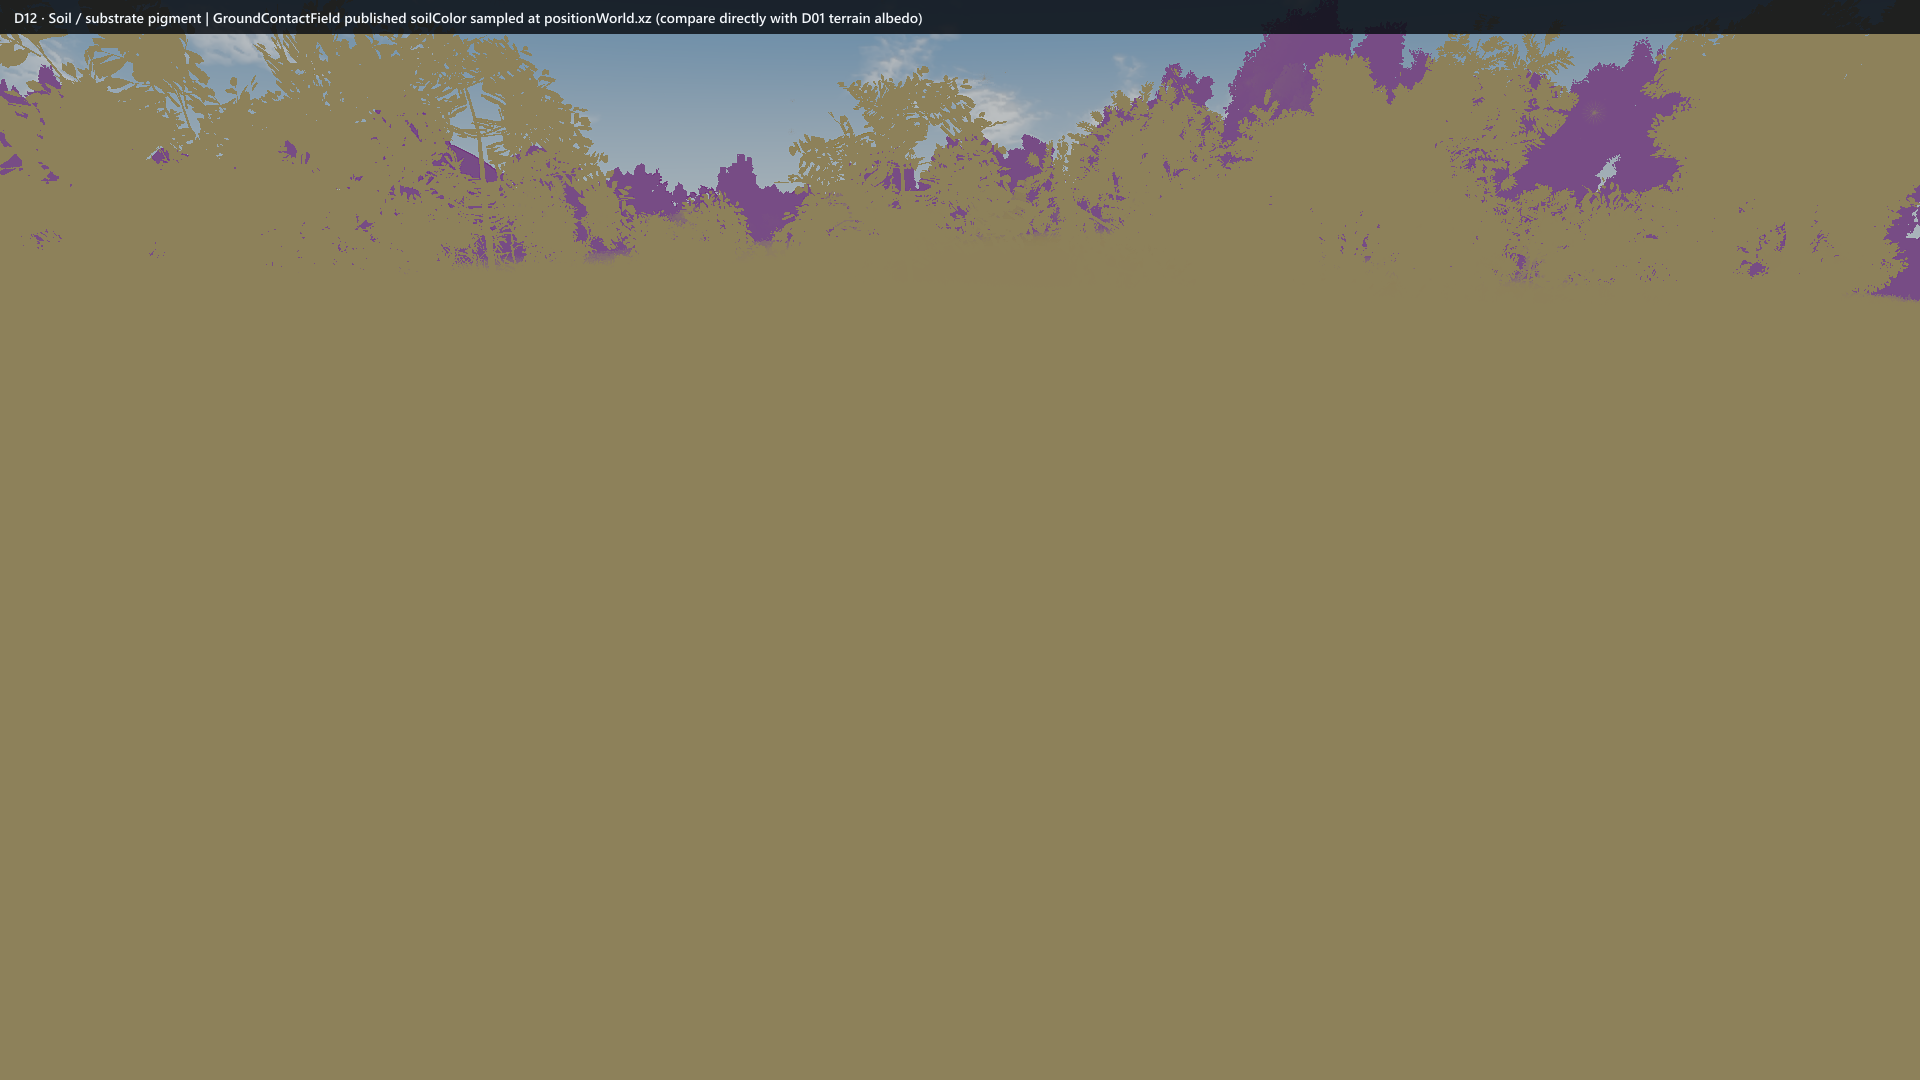 D12 · Soil / substrate pigment | GroundContactField published soilColor sampled at positionWorld.xz (compare directly with D01 terrain albedo)